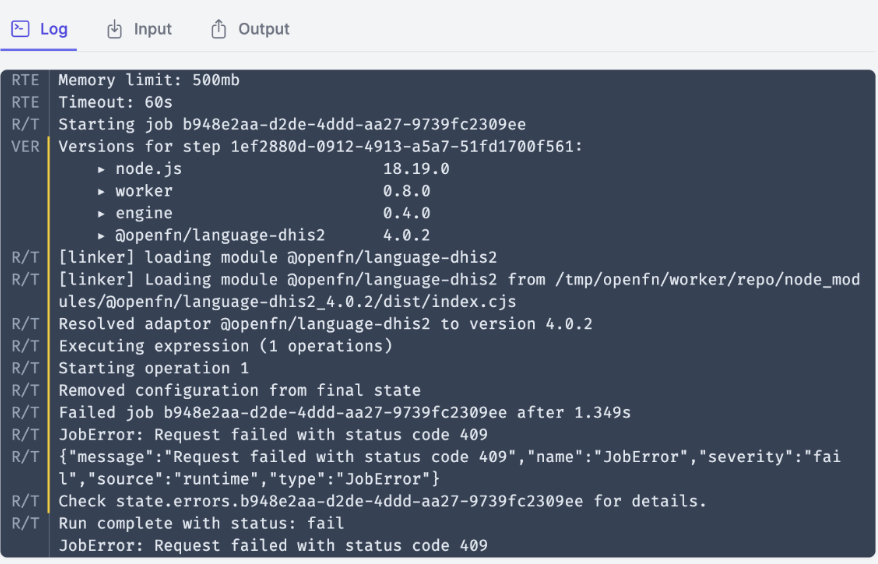 Log Input Output
RTE Memory limit: 500mb
RTE Timeout: 60s
R/T Starting job b948e2aa-d2de-4ddd-aa27-9739fc2309ee
VER Versions for step 1ef2880d-0912-4913-a5a7-51fd1700f561:
▸ node.js 18.19.0
▸ worker 0.8.0
▸ engine 0.4.0
▸ @openfn/language-dhis2 4.0.2
R/T [linker] loading module @openfn/language-dhis2
R/T [linker] Loading module @openfn/language-dhis2 from /tmp/openfn/worker/repo/node_mod
ules/@openfn/language-dhis2_4.0.2/dist/index.cjs
R/T Resolved adaptor @openfn/language-dhis2 to version 4.0.2
R/T Executing expression (1 operations)
R/T Starting operation 1
R/T Removed configuration from final state
R/T Failed job b948e2aa-d2de-4ddd-aa27-9739fc2309ee after 1.349s
R/T JobError: Request failed with status code 409
R/T {"message":"Request failed with status code 409","name":"JobError","severity":"fai
l","source":"runtime","type":"JobError"}
R/T Check state.errors.b948e2aa-d2de-4ddd-aa27-9739fc2309ee for details.
R/T Run complete with status: fail
JobError: Request failed with status code 409